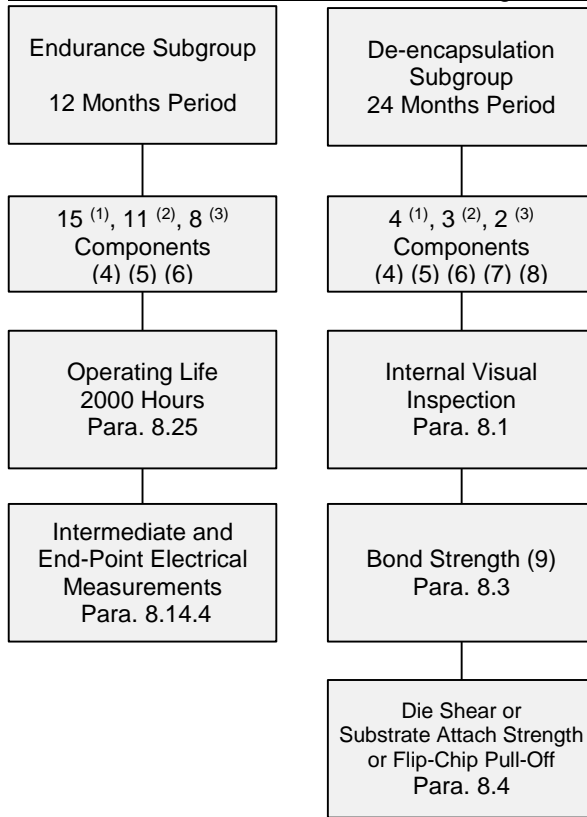 Endurance Subgroup
12 Months Period
15 (1), 11 (2), 8 (3)
Components
(4) (5) (6)
Operating Life
2000 Hours
Para. 8.25
Intermediate and
End-Point Electrical
Measurements
Para. 8.14.4
De-encapsulation
Subgroup
24 Months Period
4 (1), 3 (2), 2 (3)
Components
(4) (5) (6) (7) (8)
Internal Visual
Inspection
Para. 8.1
Bond Strength (9)
Para. 8.3
Die Shear or
Substrate Attach Strength
or Flip-Chip Pull-Off
Para. 8.4